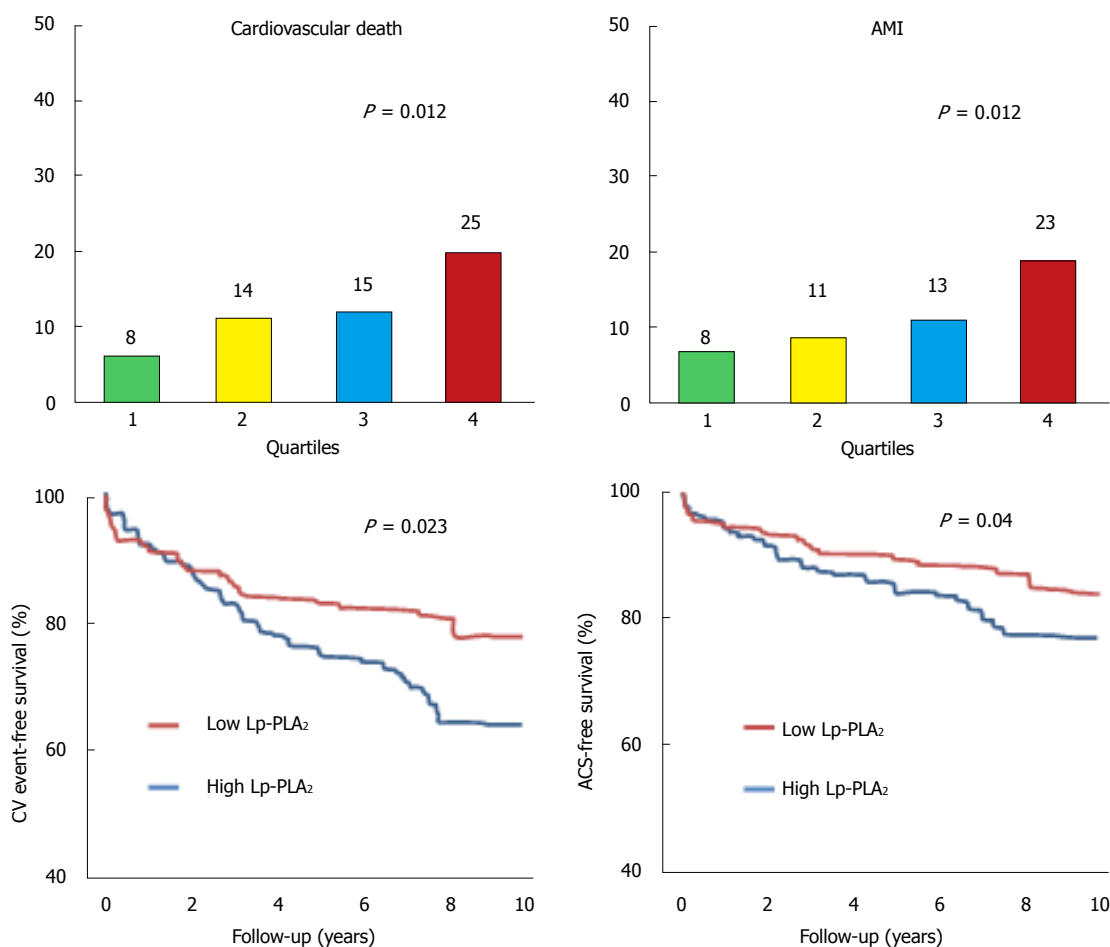 Cardiovascular death
50
40
30
20
10
0
P = 0.012
8
14
15
25
1 2 3 4
Quartiles
AMI
50
40
30
20
10
0
P = 0.012
8
11
13
23
1 2 3 4
Quartiles
CV event-free survival (%)
100
80
60
40
P = 0.023
Low Lp-PLA₂
High Lp-PLA₂
0 2 4 6 8 10
Follow-up (years)
ACS-free survival (%)
100
80
60
40
P = 0.04
Low Lp-PLA₂
High Lp-PLA₂
0 2 4 6 8 10
Follow-up (years)